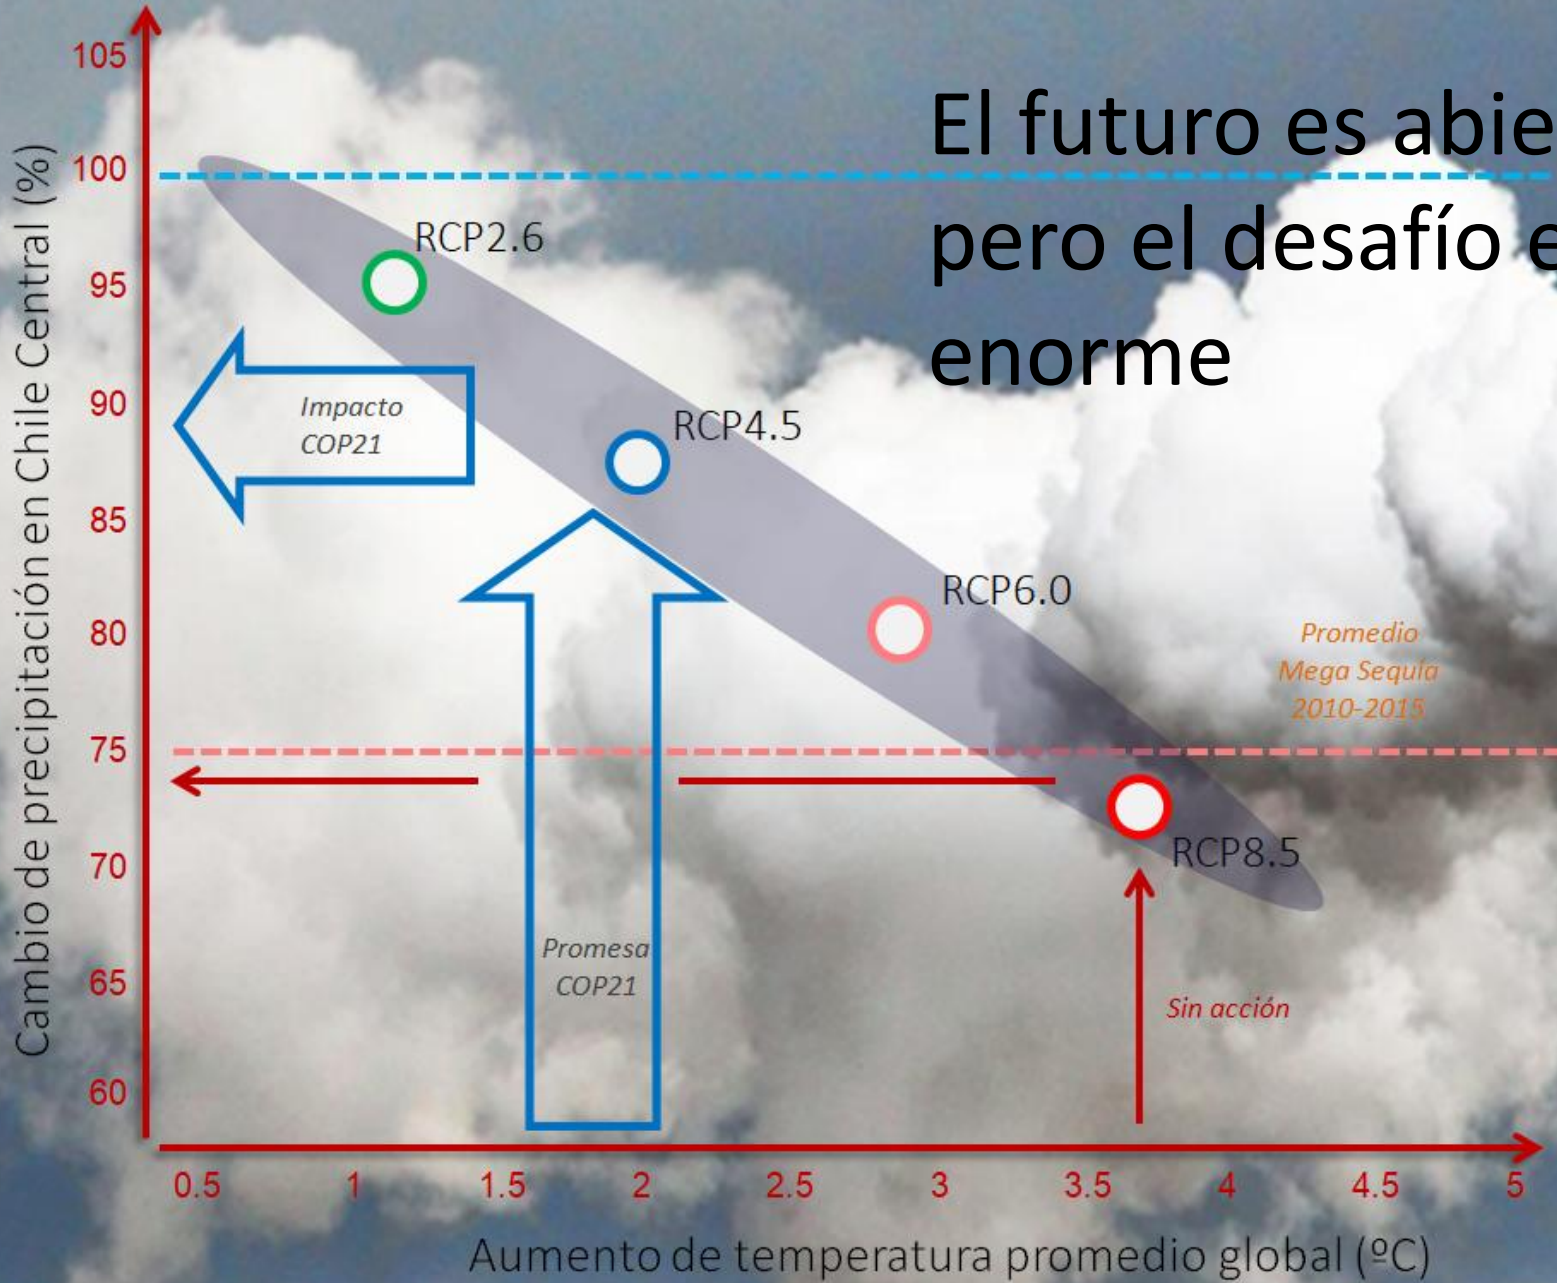 El futuro es abie
pero el desafío e
enorme
Cambio de precipitación en Chile Central (%)
105
100
95
90
85
80
75
70
65
60
RCP2.6
Impacto
COP21
RCP4.5
RCP6.0
Promedio
Mega Sequía
2010-2015
RCP8.5
Promesa
COP21
Sin acción
0.5 1 1.5 2 2.5 3 3.5 4 4.5 5
Aumento de temperatura promedio global (ºC)